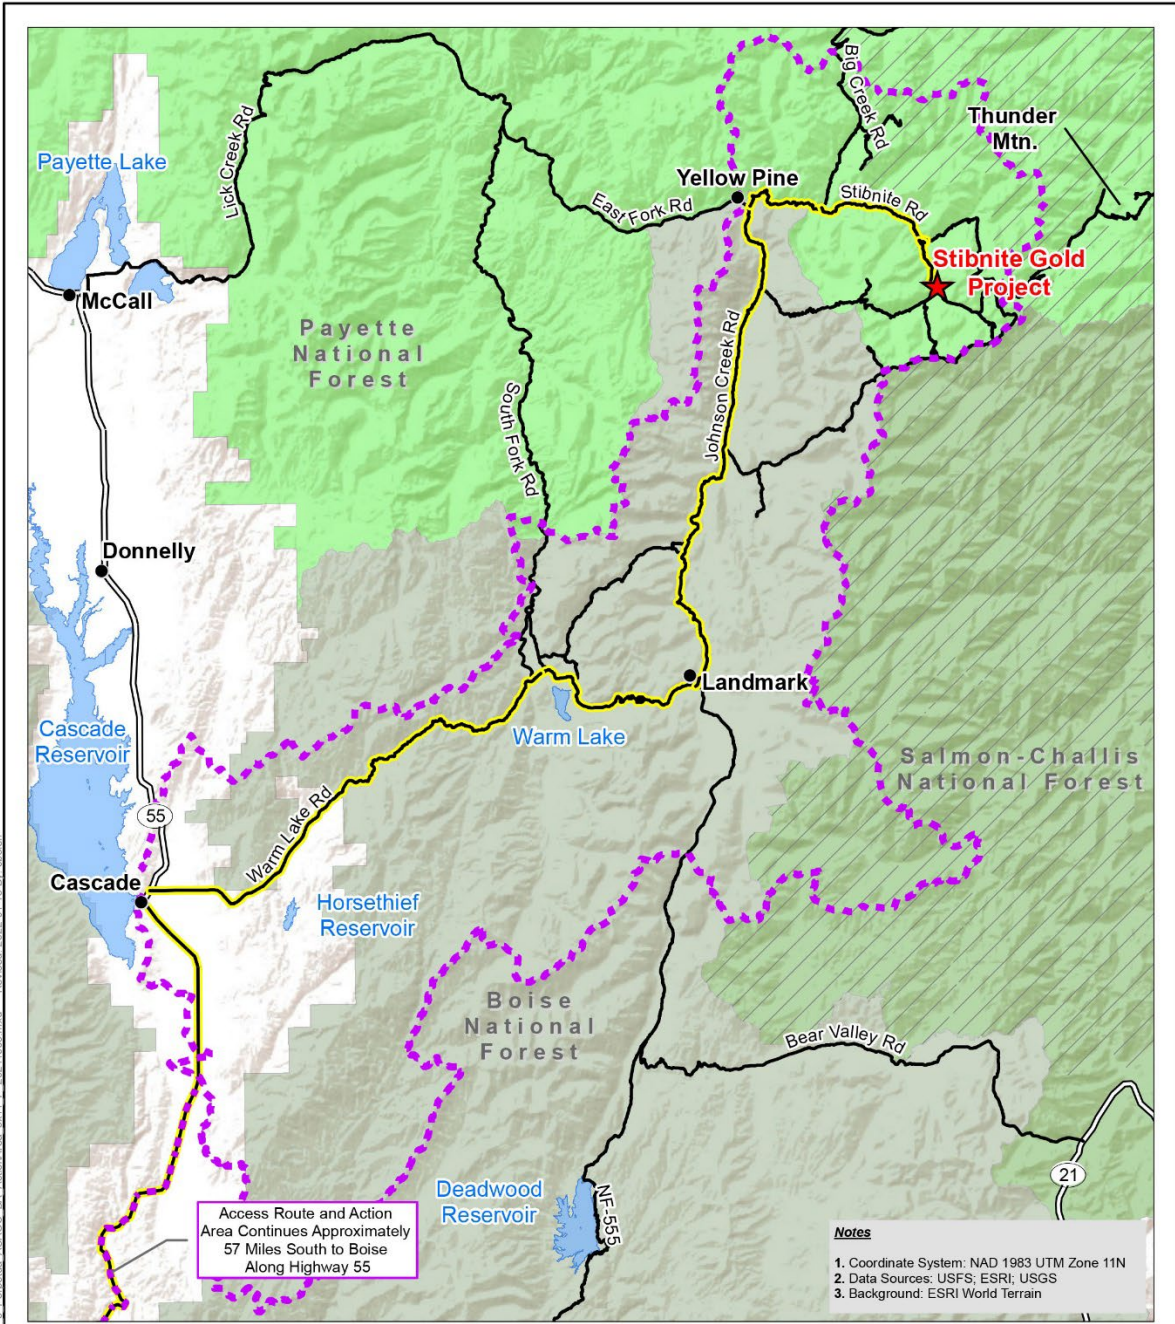 Big Creek Rd
Thunder
Mtn.
Lick Creek Rd
Payette Lake
Yellow Pine
East Fork Rd
Stibnite Rd
Stibnite Gold
Project
McCall
Payette
National
Forest
Johnson Creek Rd
South Fork Rd
Donnelly
Landmark
Warm Lake
Cascade
Reservoir
Salmon-Challis
National Forest
55
Warm Lake Rd
Cascade
Horsethief
Reservoir
Boise
National
Forest
Bear Valley Rd
21
Deadwood
Reservoir
NF-555
Access Route and Action
Area Continues Approximately
57 Miles South to Boise
Along Highway 55
Notes
1. Coordinate System: NAD 1983 UTM Zone 11N
2. Data Sources: USFS; ESRI; USGS
3. Background: ESRI World Terrain